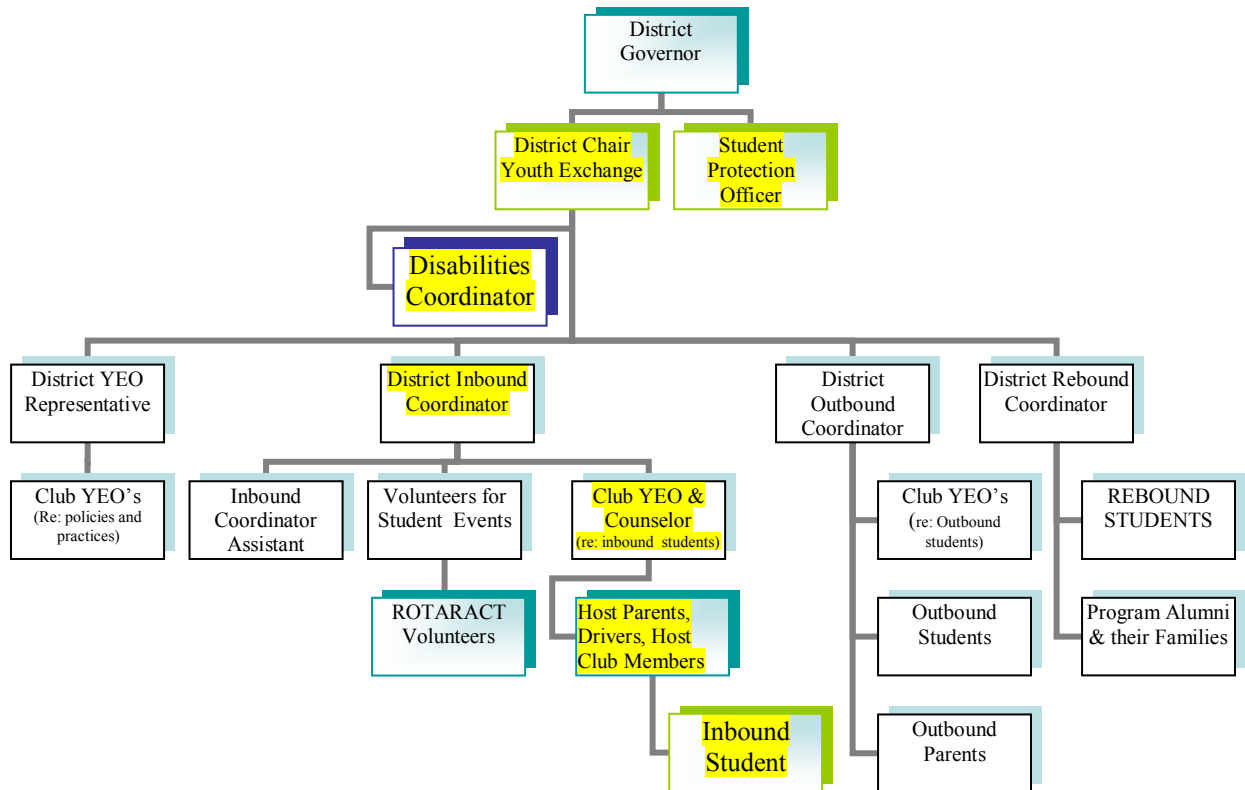 District
Governor
District Chair
Youth Exchange
Student
Protection
Officer
Disabilities
Coordinator
District YEO
Representative
District Inbound
Coordinator
District
Outbound
Coordinator
District Rebound
Coordinator
Club YEO’s
(Re: policies and
practices)
Inbound
Coordinator
Assistant
Volunteers for
Student Events
Club YEO &
Counselor
(re: inbound students)
Club YEO’s
(re: Outbound
students)
REBOUND
STUDENTS
ROTARACT
Volunteers
Host Parents,
Drivers, Host
Club Members
Outbound
Students
Program Alumni
& their Families
Inbound
Student
Outbound
Parents